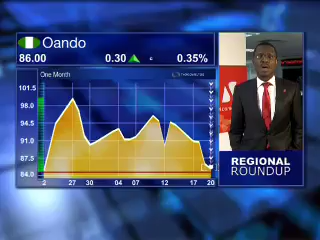 Oando
86.00 0.30 0.35%
One Month
101.5
98.0
94.5
91.0
87.5
84.0
2 27 30 04 07 12 17 20
REGIONAL
ROUNDUP